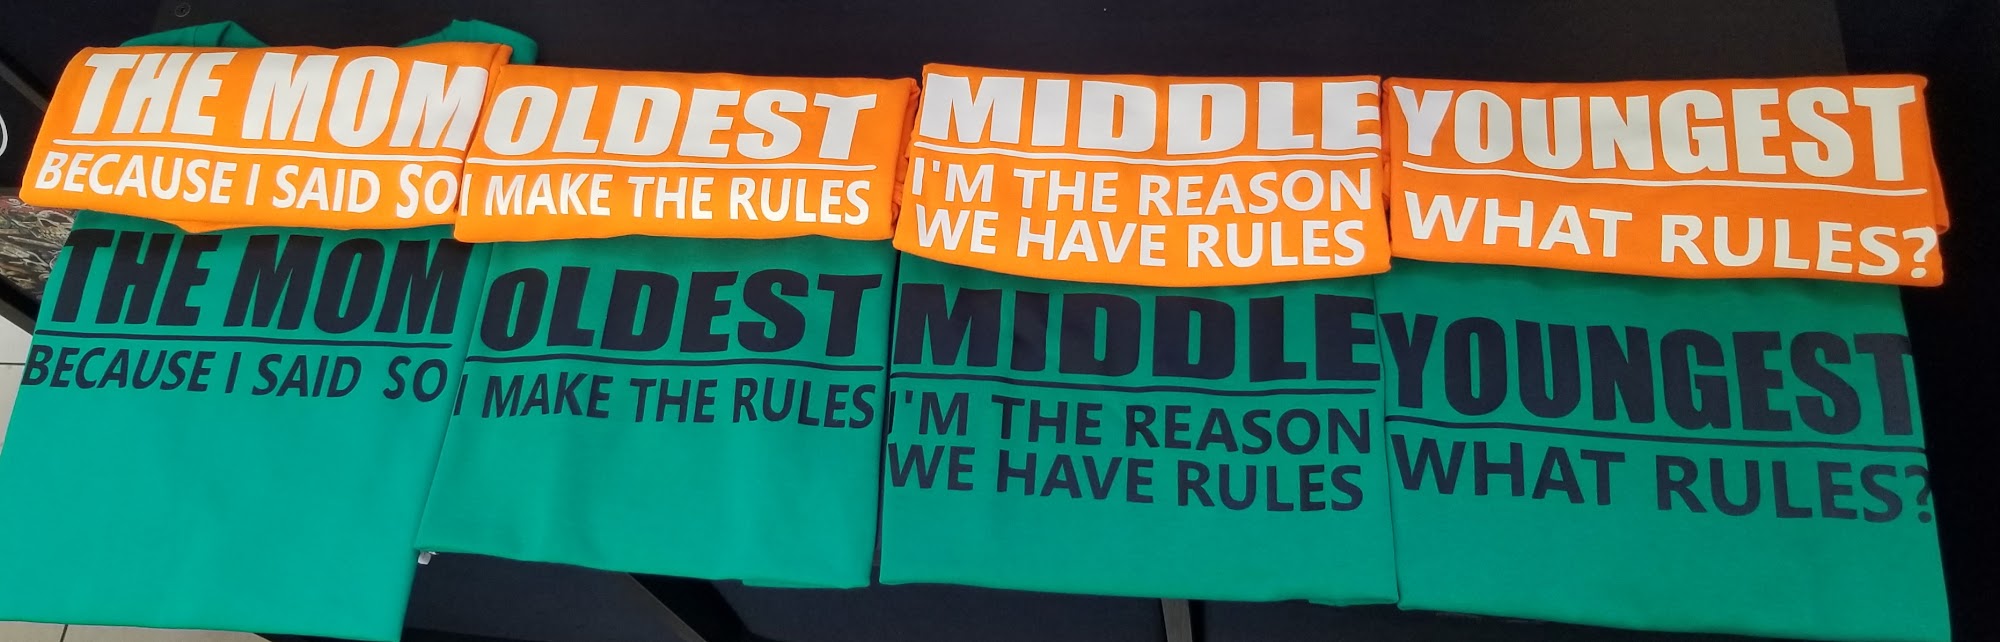 THE MOM
BECAUSE I SAID SO
OLDEST
I MAKE THE RULES
MIDDLE
I'M THE REASON
WE HAVE RULES
YOUNGEST
WHAT RULES?
THE MOM
BECAUSE I SAID SO
OLDEST
I MAKE THE RULES
MIDDLE
I'M THE REASON
WE HAVE RULES
YOUNGEST
WHAT RULES?